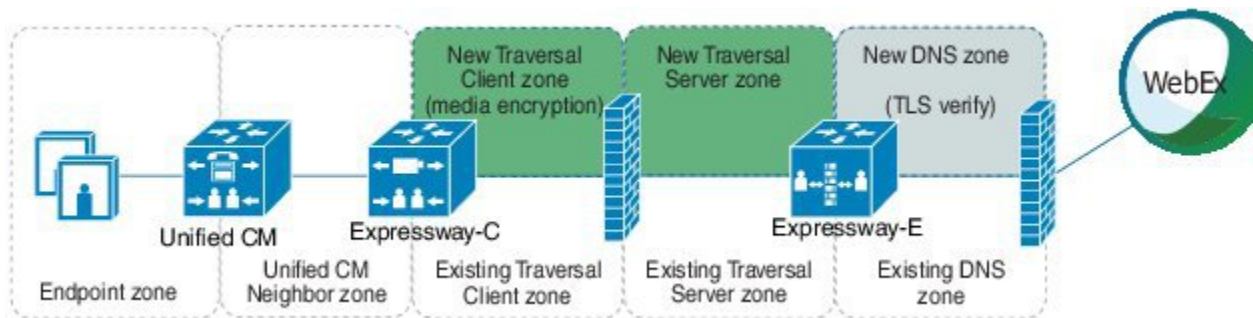 New Traversal
Client zone
(media encryption)
New Traversal
Server zone
New DNS zone
(TLS verify)
WebEx
Unified CM
Expressway-C
Expressway-E
Endpoint zone
Unified CM
Neighbor zone
Existing Traversal
Client zone
Existing Traversal
Server zone
Existing DNS
zone